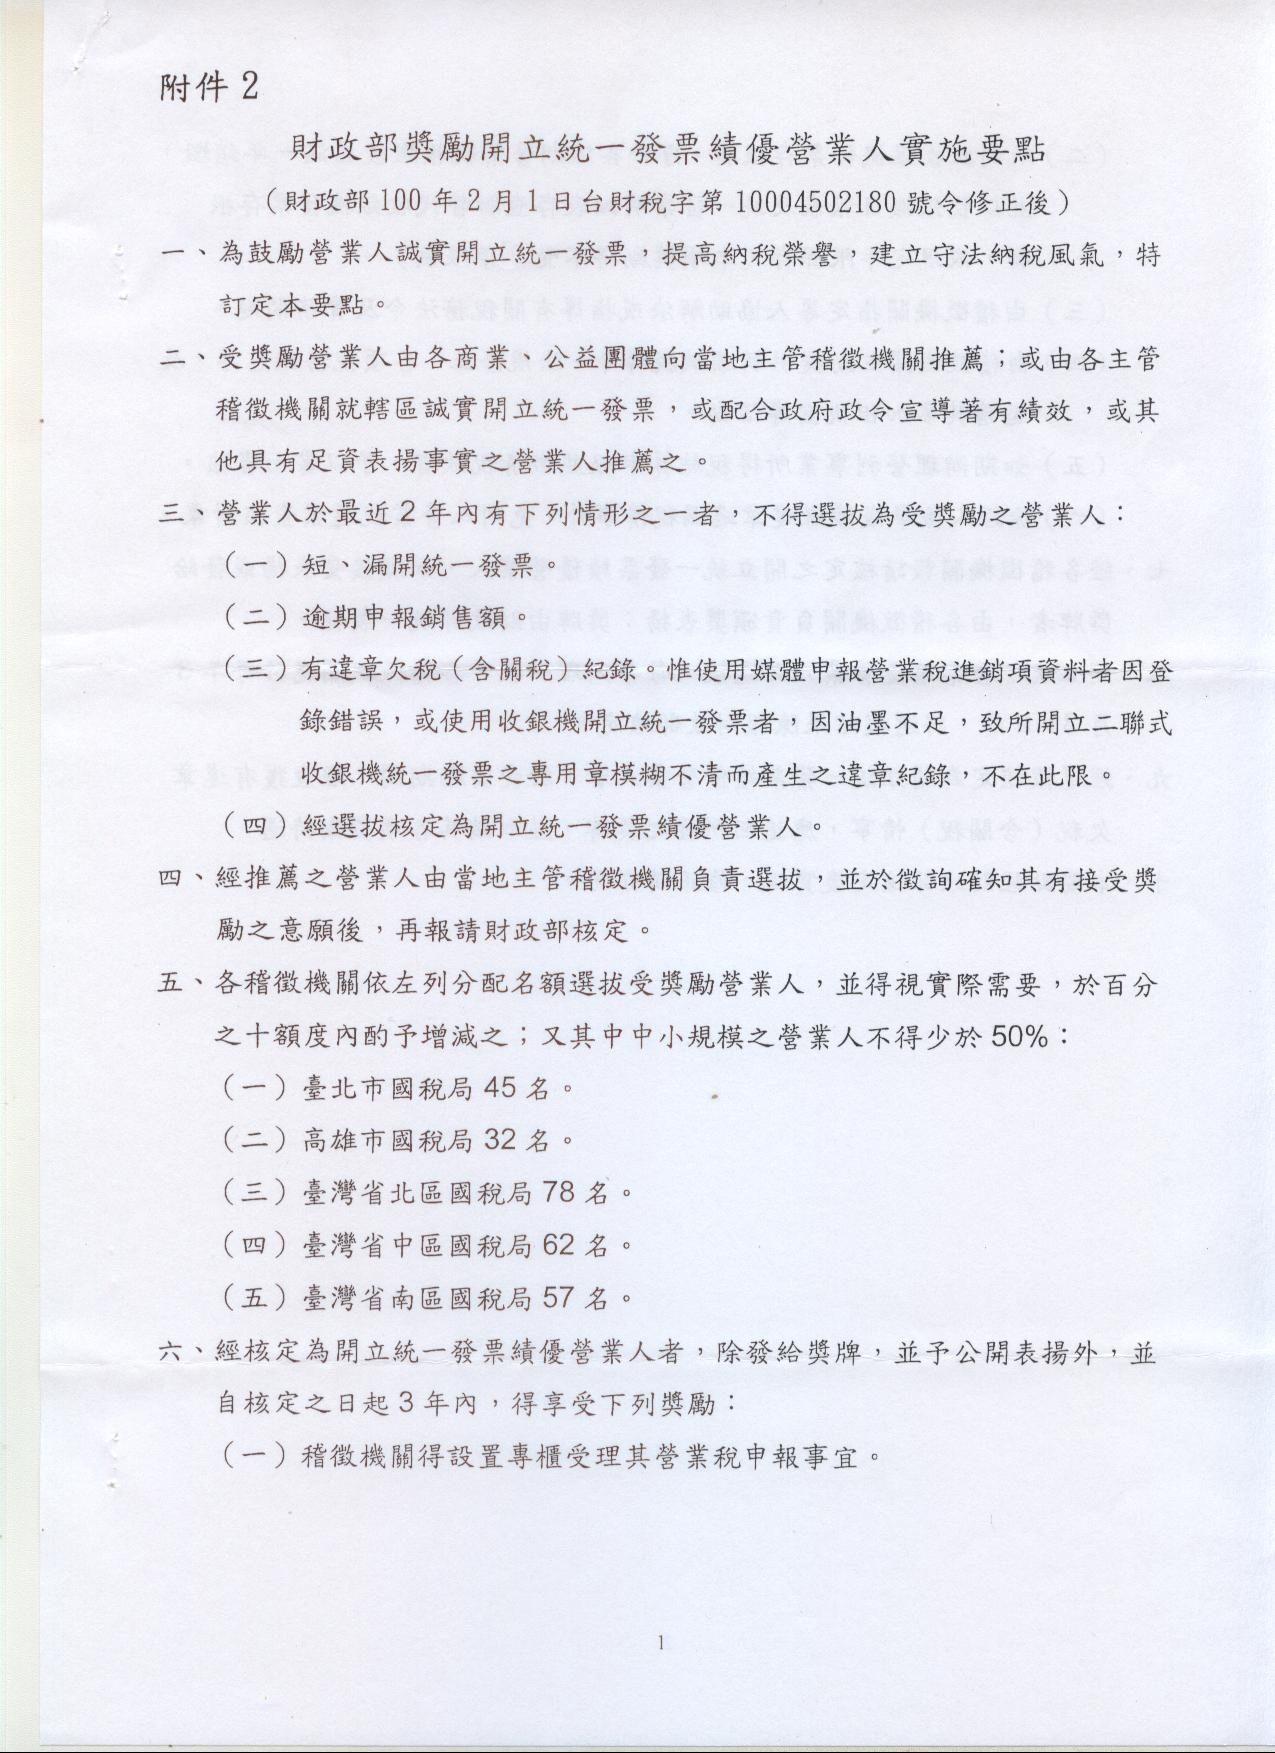 附件 2
財政部獎勵開立統一發票績優營業人實施要點
（財政部 100 年 2 月 1 日台財稅字第 10004502180 號令修正後）
一、為鼓勵營業人誠實開立統一發票，提高納稅榮譽，建立守法納稅風氣，特
訂定本要點。
二、受獎勵營業人由各商業、公益團體向當地主管稽徵機關推薦；或由各主管
稽徵機關就轄區誠實開立統一發票，或配合政府政令宣導著有績效，或其
他具有足資表揚事實之營業人推薦之。
三、營業人於最近 2 年內有下列情形之一者，不得選拔為受獎勵之營業人：
（一）短、漏開統一發票。
（二）逾期申報銷售額。
（三）有違章欠稅（含關稅）紀錄。惟使用媒體申報營業稅進銷項資料者因登
錄錯誤，或使用收銀機開立統一發票者，因油墨不足，致所開立二聯式
收銀機統一發票之專用章模糊不清而產生之違章紀錄，不在此限。
（四）經選拔核定為開立統一發票績優營業人。
四、經推薦之營業人由當地主管稽徵機關負責選拔，並於徵詢確知其有接受獎
勵之意願後，再報請財政部核定。
五、各稽徵機關依左列分配名額選拔受獎勵營業人，並得視實際需要，於百分
之十額度內酌予增減之；又其中中小規模之營業人不得少於 50%：
（一）臺北市國稅局 45 名。
（二）高雄市國稅局 32 名。
（三）臺灣省北區國稅局 78 名。
（四）臺灣省中區國稅局 62 名。
（五）臺灣省南區國稅局 57 名。
六、經核定為開立統一發票績優營業人者，除發給獎牌，並予公開表揚外，並
自核定之日起 3 年內，得享受下列獎勵：
（一）稽徵機關得設置專櫃受理其營業稅申報事宜。
1